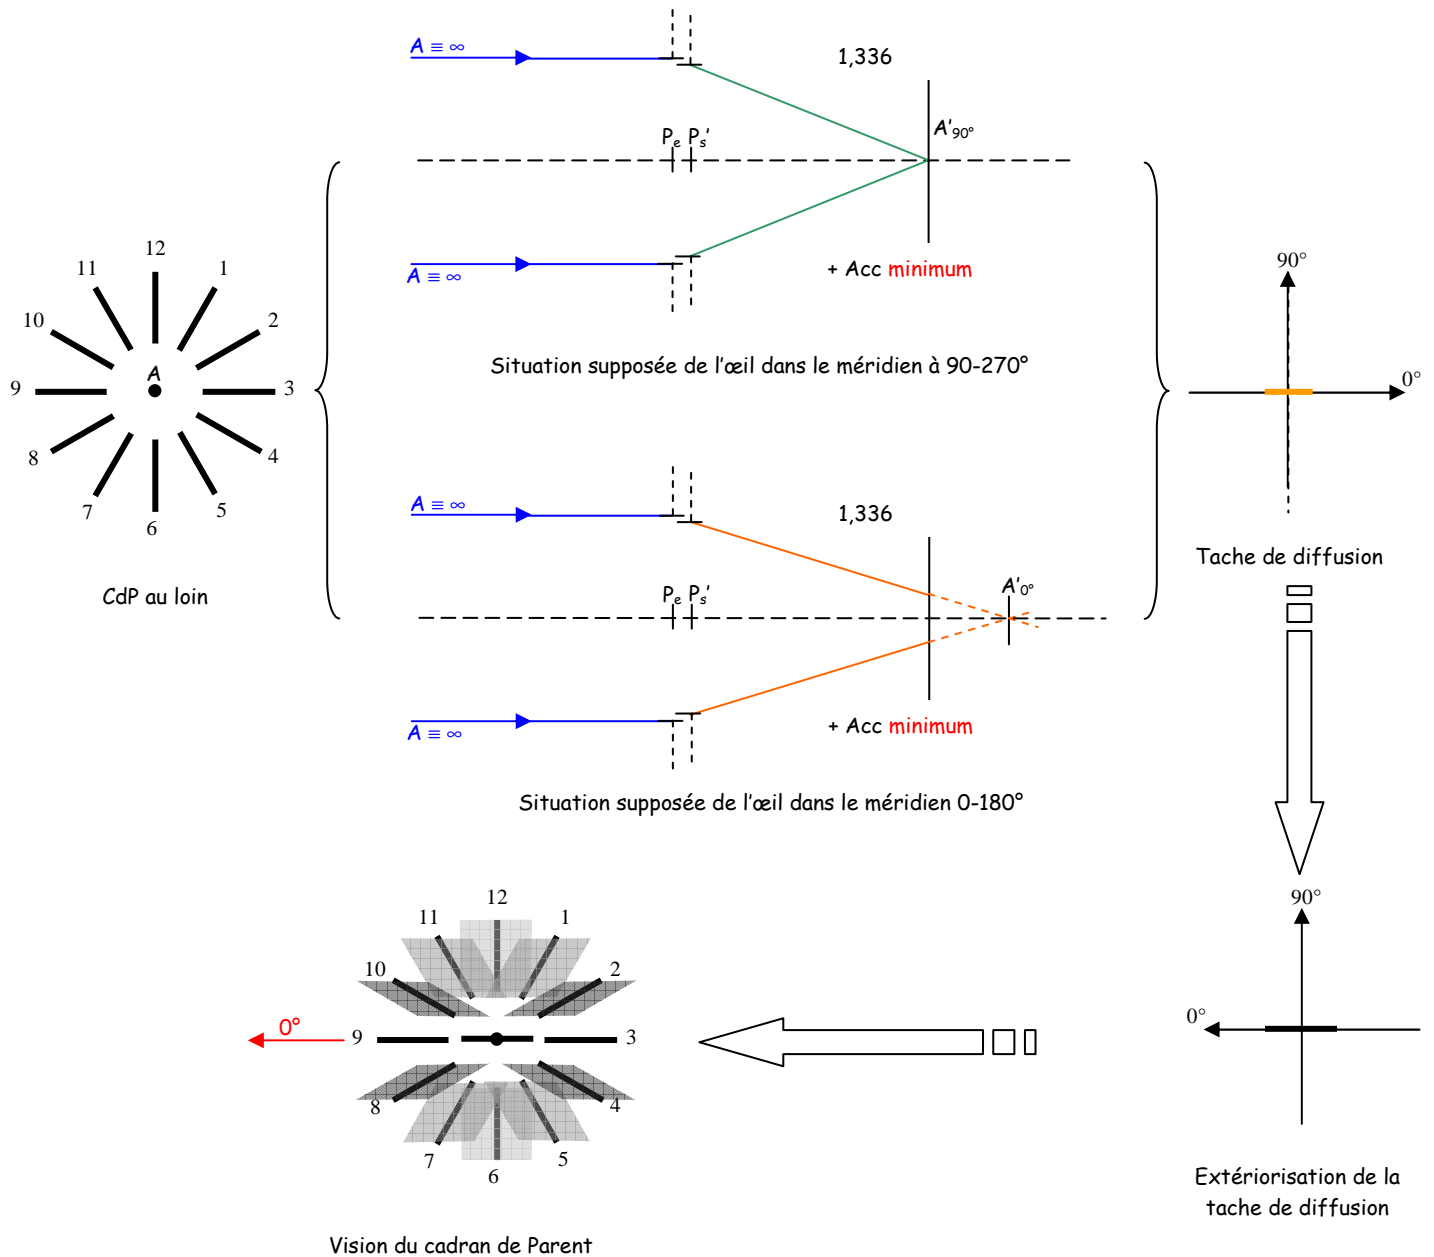 A ≡ ∞
1,336
Pe Ps'
A'90°
A ≡ ∞
+ Acc minimum
Situation supposée de l'œil dans le méridien à 90-270°
12
11
1
10
2
A
9
3
8
4
7
5
6
CdP au loin
90°
0°
Tache de diffusion
A ≡ ∞
1,336
Pe Ps'
A'0°
A ≡ ∞
+ Acc minimum
Situation supposée de l'œil dans le méridien 0-180°
90°
0°
Extériorisation de la
tache de diffusion
12
11
1
10
2
0°
9
3
8
4
7
5
6
Vision du cadran de Parent